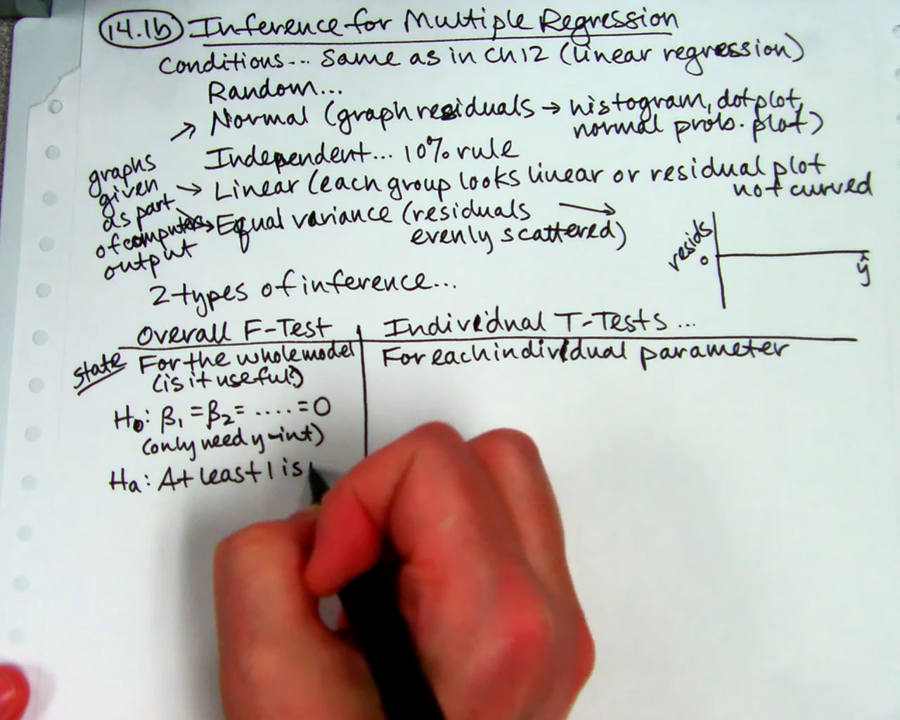 14.1b Inference for Multiple Regression
Conditions... Same as in Ch12 (linear regression)
Random...
Normal (graph residuals → histogram, dotplot,
normal prob. plot)
Independent... 10% rule
graphs
given
as part
of computers
output
Linear (each group looks linear or residual plot
not curved
Equal variance (residuals
evenly scattered)
resids
0
ŷ
2 types of inference...
Overall F-Test
Individual T-Tests...
State
For the whole model
(is it useful?)
For each individual parameter
H₀: β₁ = β₂ = .... = 0
(only need y-int)
Ha: At least 1 is